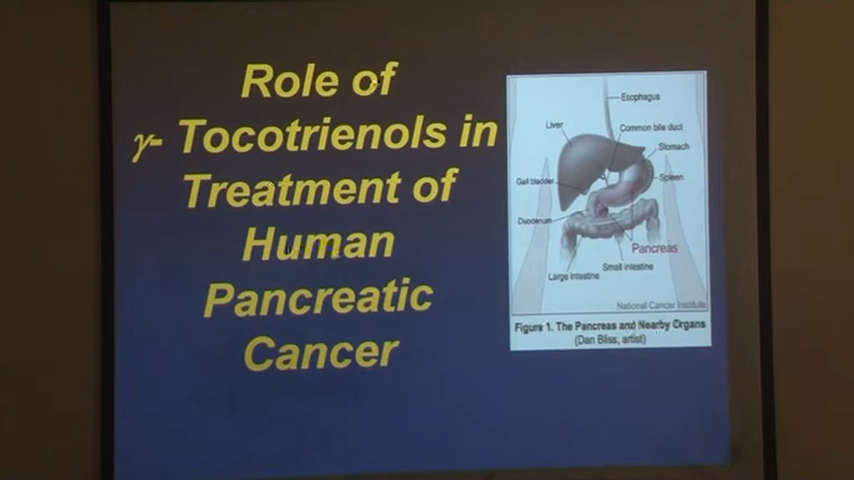 Role of
γ- Tocotrienols in
Treatment of
Human
Pancreatic
Cancer
Esophagus
Liver
Common bile duct
Stomach
Gall bladder
Spleen
Duodenum
Pancreas
Small intestine
Large intestine
National Cancer Institute
Figure 1. The Pancreas and Nearby Organs
(Dan Bliss, artist)